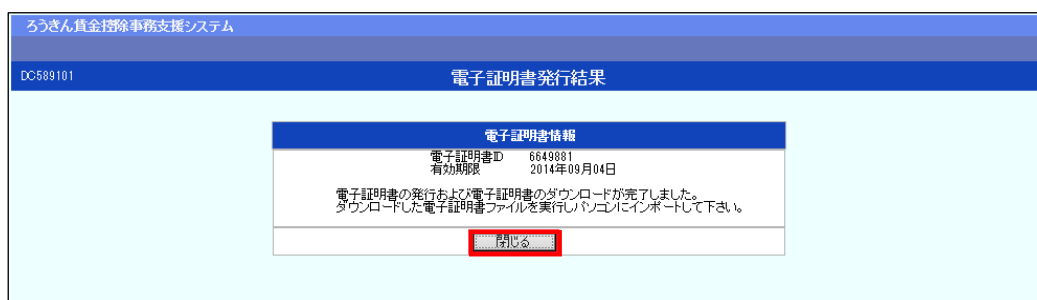 ろうきん賃金控除事務支援システム
DC589101
電子証明書発行結果
電子証明書情報
電子証明書ID 6649881
有効期限 2014年09月04日
電子証明書の発行および電子証明書のダウンロードが完了しました。
ダウンロードした電子証明書ファイルを実行しパソコンにインポートして下さい。
閉じる